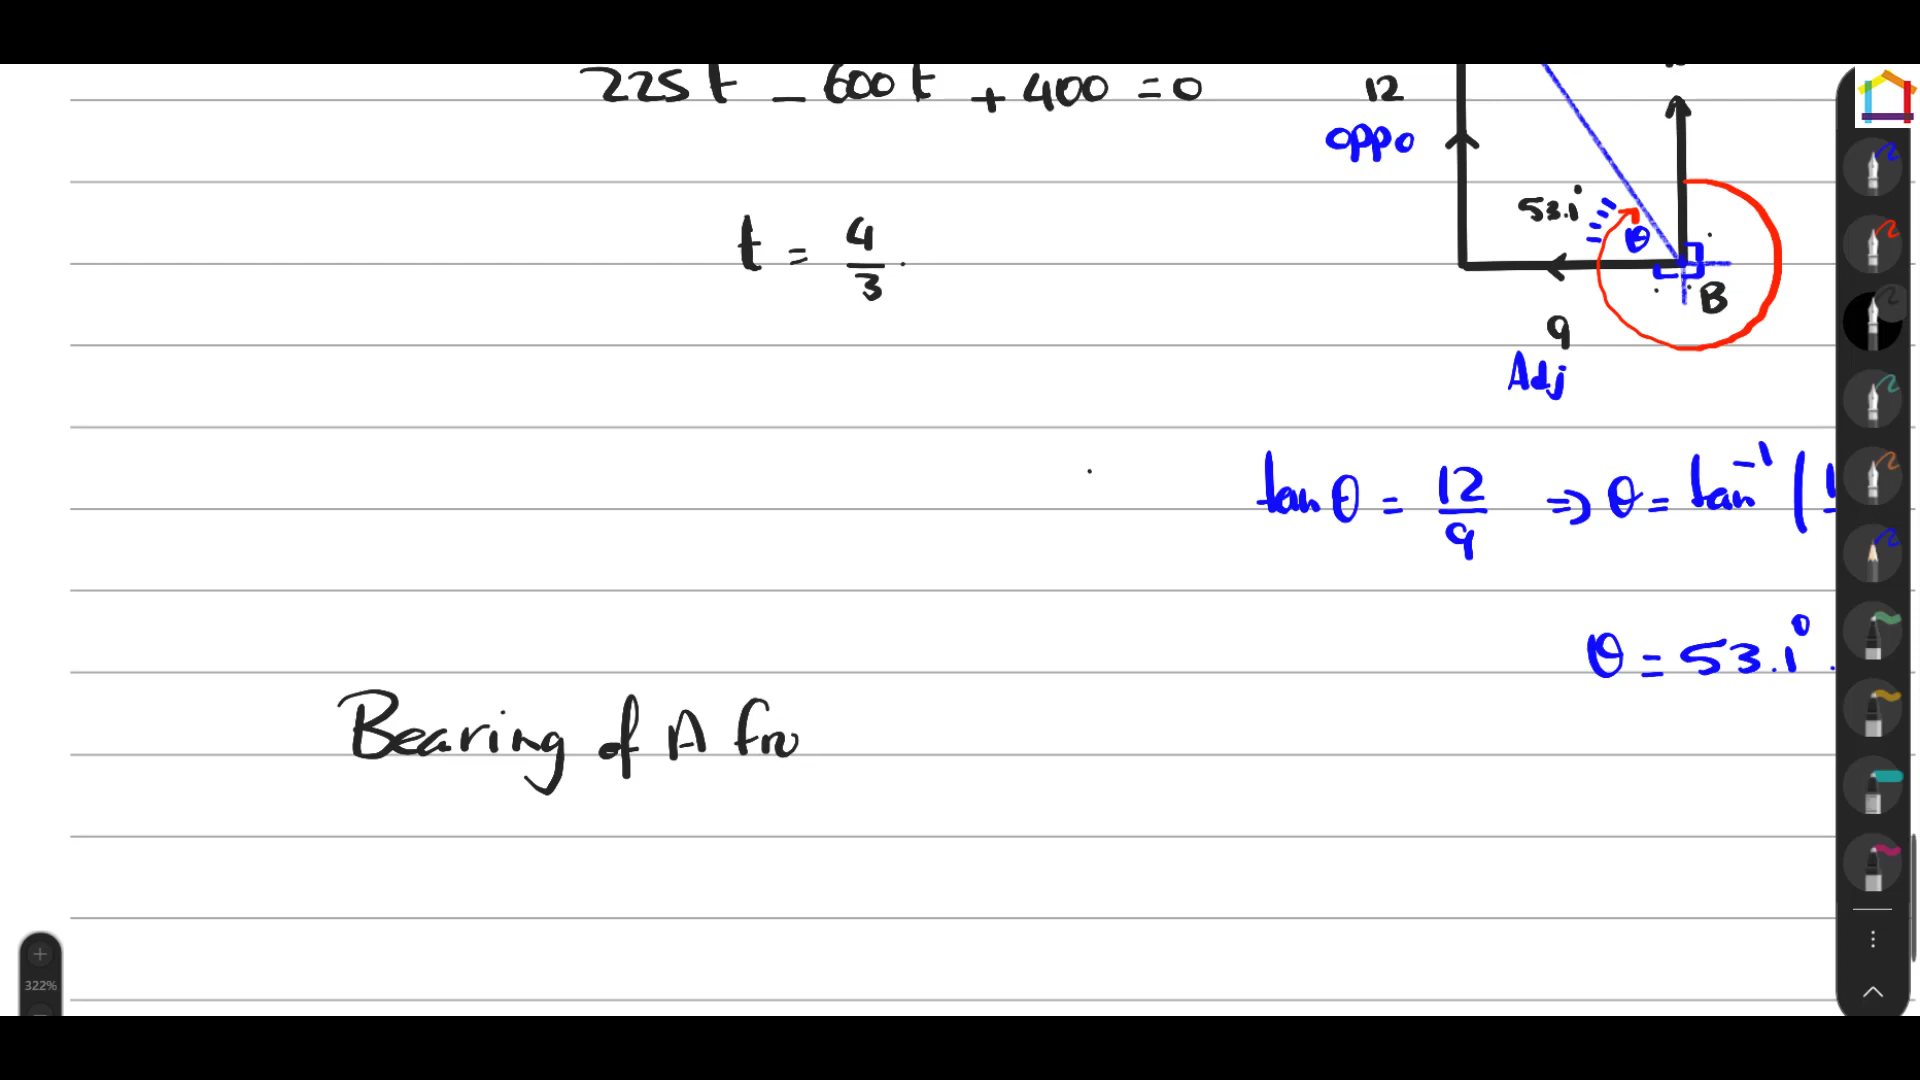 225t - 600t + 400 = 0
12
oppo
53.1°
θ
t = 4/3.
B
9
Adj
tan θ = 12/9 ⇒ θ = tan⁻¹ (1
θ = 53.1°.
Bearing of A fro
322%